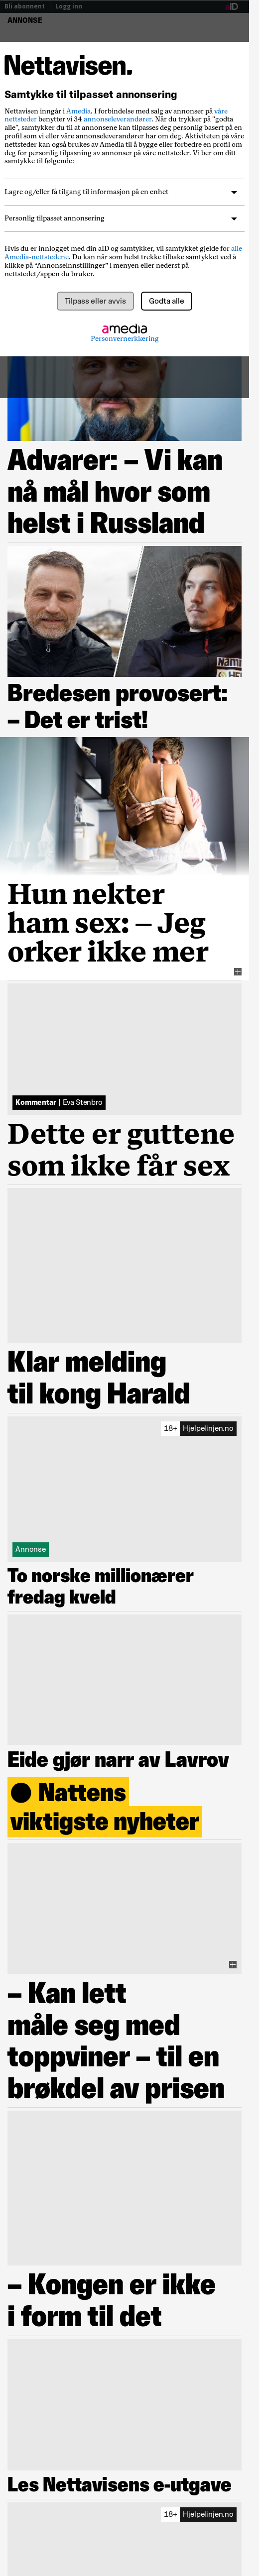 Bli abonnent | Logg inn
aID
ANNONSE
Nettavisen.
Samtykke til tilpasset annonsering
Nettavisen inngår i Amedia. I forbindelse med salg av annonser på våre
nettsteder benytter vi 34 annonseleverandører. Når du trykker på "godta
alle", samtykker du til at annonsene kan tilpasses deg personlig basert på en
profil som vi eller våre annonseleverandører har om deg. Aktiviteten din på våre
nettsteder kan også brukes av Amedia til å bygge eller forbedre en profil om
deg for personlig tilpasning av annonser på våre nettsteder. Vi ber om ditt
samtykke til følgende:
Lagre og/eller få tilgang til informasjon på en enhet
Personlig tilpasset annonsering
Hvis du er innlogget med din aID og samtykker, vil samtykket gjelde for alle
Amedia-nettstedene. Du kan når som helst trekke tilbake samtykket ved å
klikke på "Annonseinnstillinger" i menyen eller nederst på
nettstedet/appen du bruker.
Tilpass eller avvis
Godta alle
amedia
Personvernerklæring
Advarer: – Vi kan
nå mål hvor som
helst i Russland
Bredesen provosert:
– Det er trist!
Hun nekter
ham sex: – Jeg
orker ikke mer
Kommentar | Eva Stenbro
Dette er guttene
som ikke får sex
Klar melding
til kong Harald
18+ Hjelpelinjen.no
Annonse
To norske millionærer
fredag kveld
Eide gjør narr av Lavrov
● Nattens
viktigste nyheter
– Kan lett
måle seg med
toppviner – til en
brøkdel av prisen
– Kongen er ikke
i form til det
Les Nettavisens e-utgave
18+ Hjelpelinjen.no